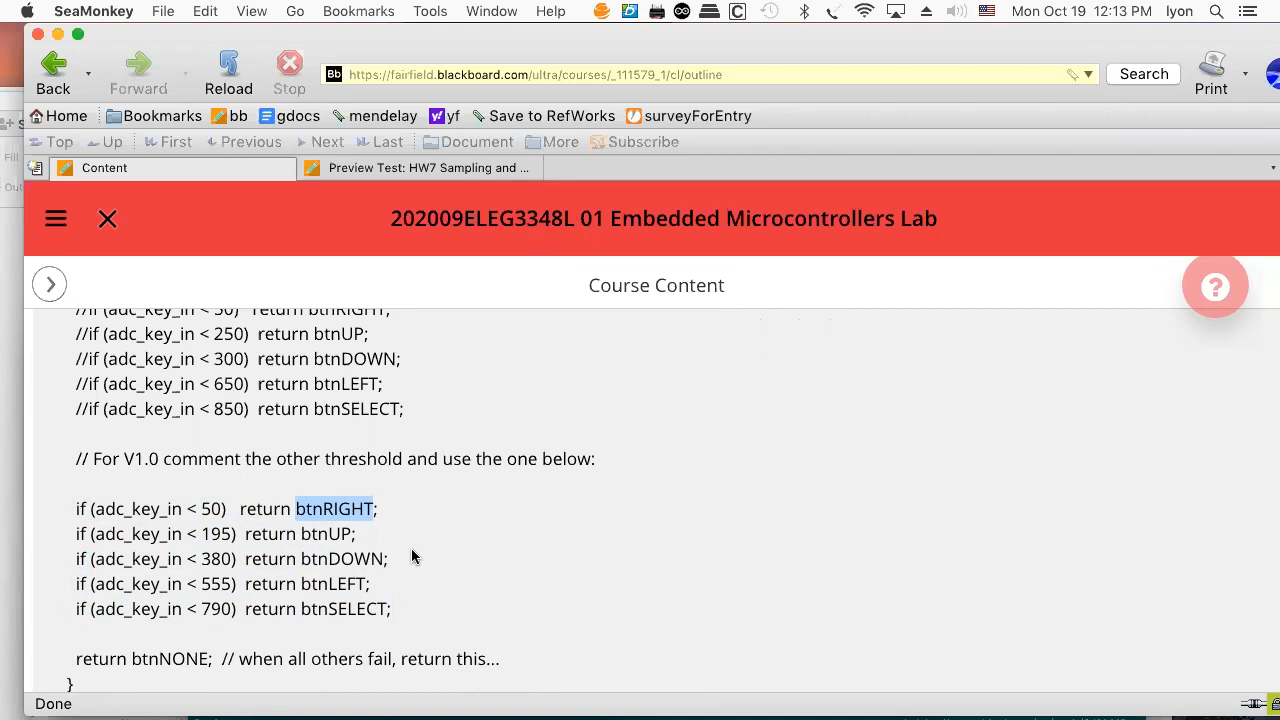 SeaMonkey File Edit View Go Bookmarks Tools Window Help Mon Oct 19 12:13 PM lyon
Back Forward Reload Stop Bb https://fairfield.blackboard.com/ultra/courses/_111579_1/cl/outline Search Print
Home Bookmarks bb gdocs mendelay yf Save to RefWorks surveyForEntry
Top Up First Previous Next Last Document More Subscribe
Content Preview Test: HW7 Sampling and ...
202009ELEG3348L 01 Embedded Microcontrollers Lab
Course Content
//if (adc_key_in < 50) return btnRIGHT;
//if (adc_key_in < 250) return btnUP;
//if (adc_key_in < 300) return btnDOWN;
//if (adc_key_in < 650) return btnLEFT;
//if (adc_key_in < 850) return btnSELECT;
// For V1.0 comment the other threshold and use the one below:
if (adc_key_in < 50) return btnRIGHT;
if (adc_key_in < 195) return btnUP;
if (adc_key_in < 380) return btnDOWN;
if (adc_key_in < 555) return btnLEFT;
if (adc_key_in < 790) return btnSELECT;
return btnNONE; // when all others fail, return this...
}
Done